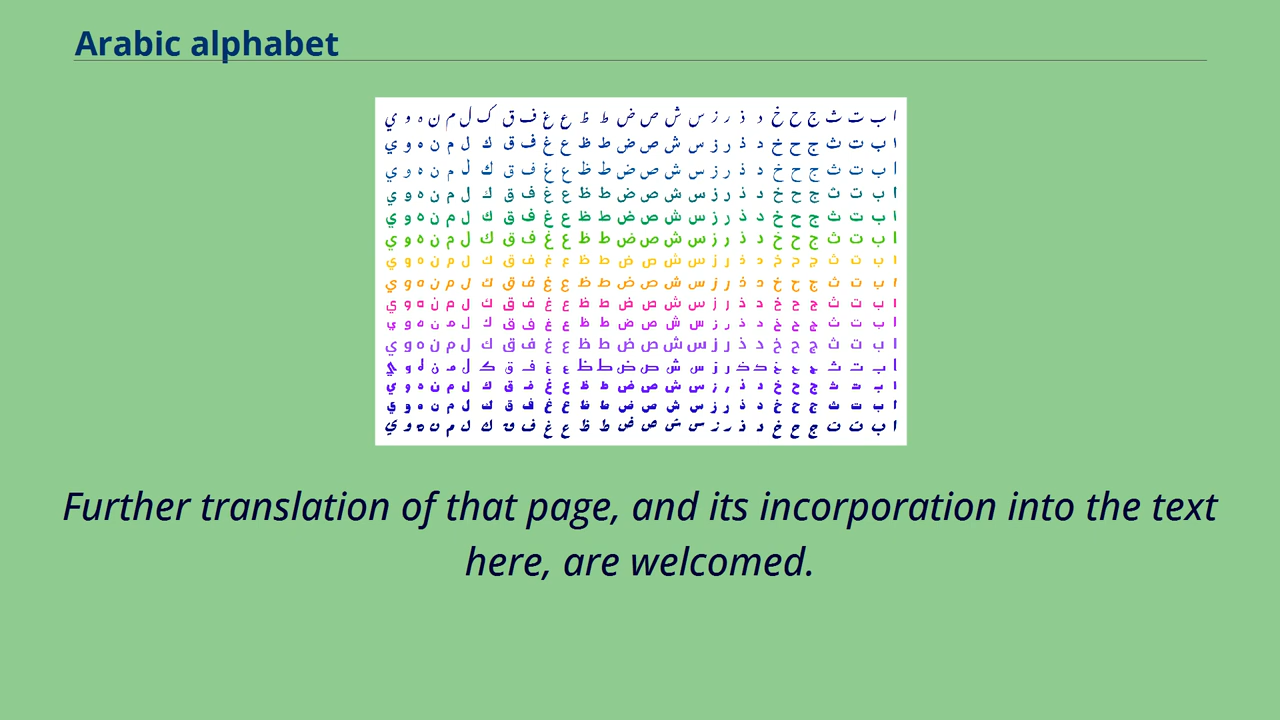 Arabic alphabet
ا ب ت ث ج ح خ د ذ ر ز س ش ص ض ط ظ ع غ ف ق ک ل م ن ه و ي
ا ب ت ث ج ح خ د ذ ر ز س ش ص ض ط ظ ع غ ف ق ك ل م ن ه و ي
ا ب ت ث ج ح خ د ذ ر ز س ش ص ض ط ظ ع غ ف ق ك ل م ن ه و ي
ا ب ت ث ج ح خ د ذ ر ز س ش ص ض ط ظ ع غ ف ق ك ل م ن ه و ي
ا ب ت ث ج ح خ د ذ ر ز س ش ص ض ط ظ ع غ ف ق ك ل م ن ه و ي
ا ب ت ث ج ح خ د ذ ر ز س ش ص ض ط ظ ع غ ف ق ك ل م ن ه و ي
ا ب ت ث ج ح خ د ذ ر ز س ش ص ض ط ظ ع غ ف ق ك ل م ن ه و ي
ا ب ت ث ج ح خ د ذ ر ز س ش ص ض ط ظ ع غ ف ق ك ل م ن ه و ي
ا ب ت ث ج ح خ د ذ ر ز س ش ص ض ط ظ ع غ ف ق ك ل م ن ه و ي
ا ب ت ث ج ح خ د ذ ر ز س ش ص ض ط ظ ع غ ف ق ك ل م ن ه و ي
ا ب ت ث ج ح خ د ذ ر ز س ش ص ض ط ظ ع غ ف ق ك ل م ن ه و ي
ا ب ت ث ج ح خ د ذ ر ز س ش ص ض ط ظ ع غ ف ق ك ل م ن ه و ي
ا ب ت ث ج ح خ د ذ ر ز س ش ص ض ط ظ ع غ ف ق ك ل م ن ه و ي
ا ب ت ث ج ح خ د ذ ر ز س ش ص ض ط ظ ع غ ف ق ك ل م ن ه و ي
ا ب ت ث ج ح خ د ذ ر ز س ش ص ض ط ظ ع غ ف ق ك ل م ن ه و ي
Further translation of that page, and its incorporation into the text
here, are welcomed.